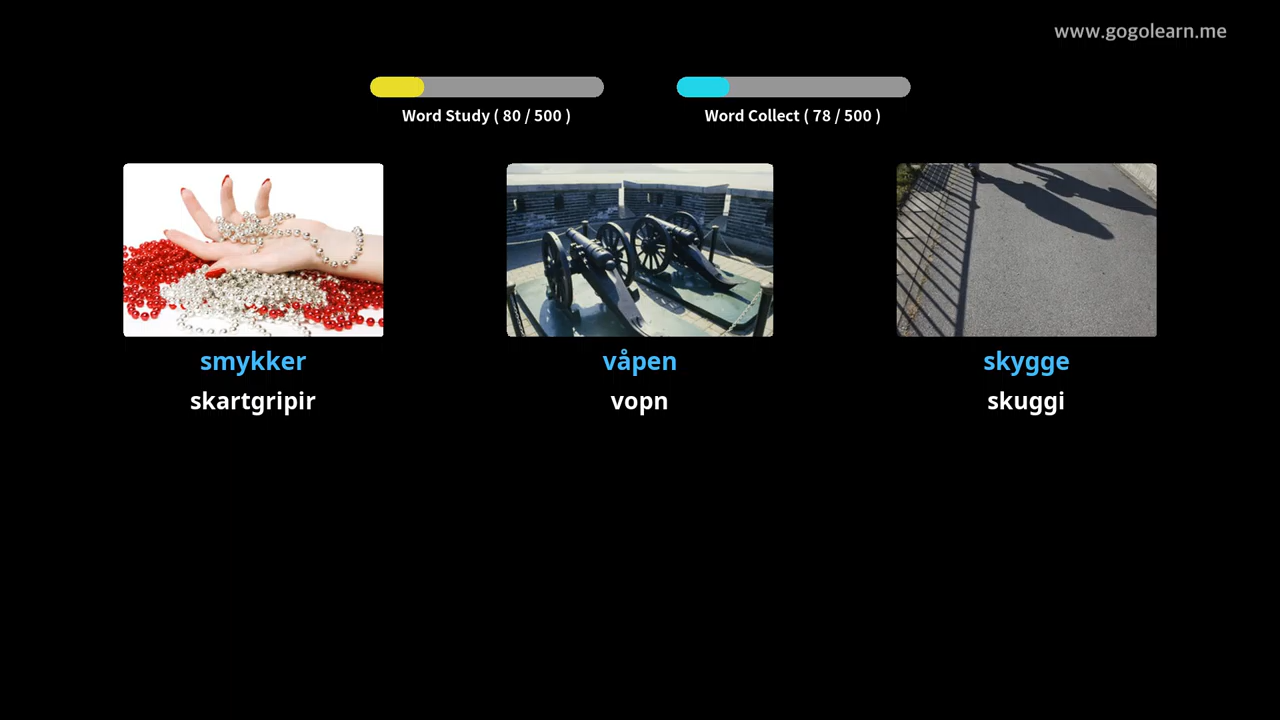 www.gogolearn.me
Word Study ( 80 / 500 )
Word Collect ( 78 / 500 )
smykker
våpen
skygge
skartgripir
vopn
skuggi